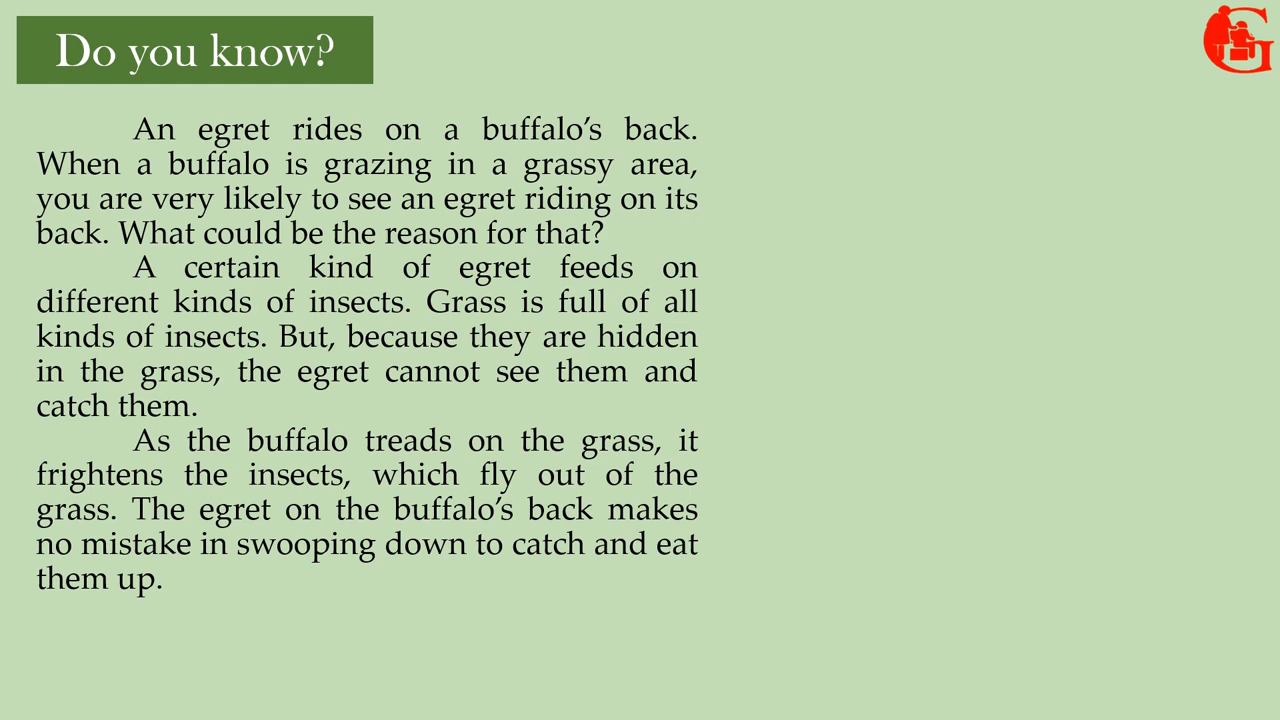 Do you know?
An egret rides on a buffalo’s back.
When a buffalo is grazing in a grassy area,
you are very likely to see an egret riding on its
back. What could be the reason for that?
A certain kind of egret feeds on
different kinds of insects. Grass is full of all
kinds of insects. But, because they are hidden
in the grass, the egret cannot see them and
catch them.
As the buffalo treads on the grass, it
frightens the insects, which fly out of the
grass. The egret on the buffalo’s back makes
no mistake in swooping down to catch and eat
them up.